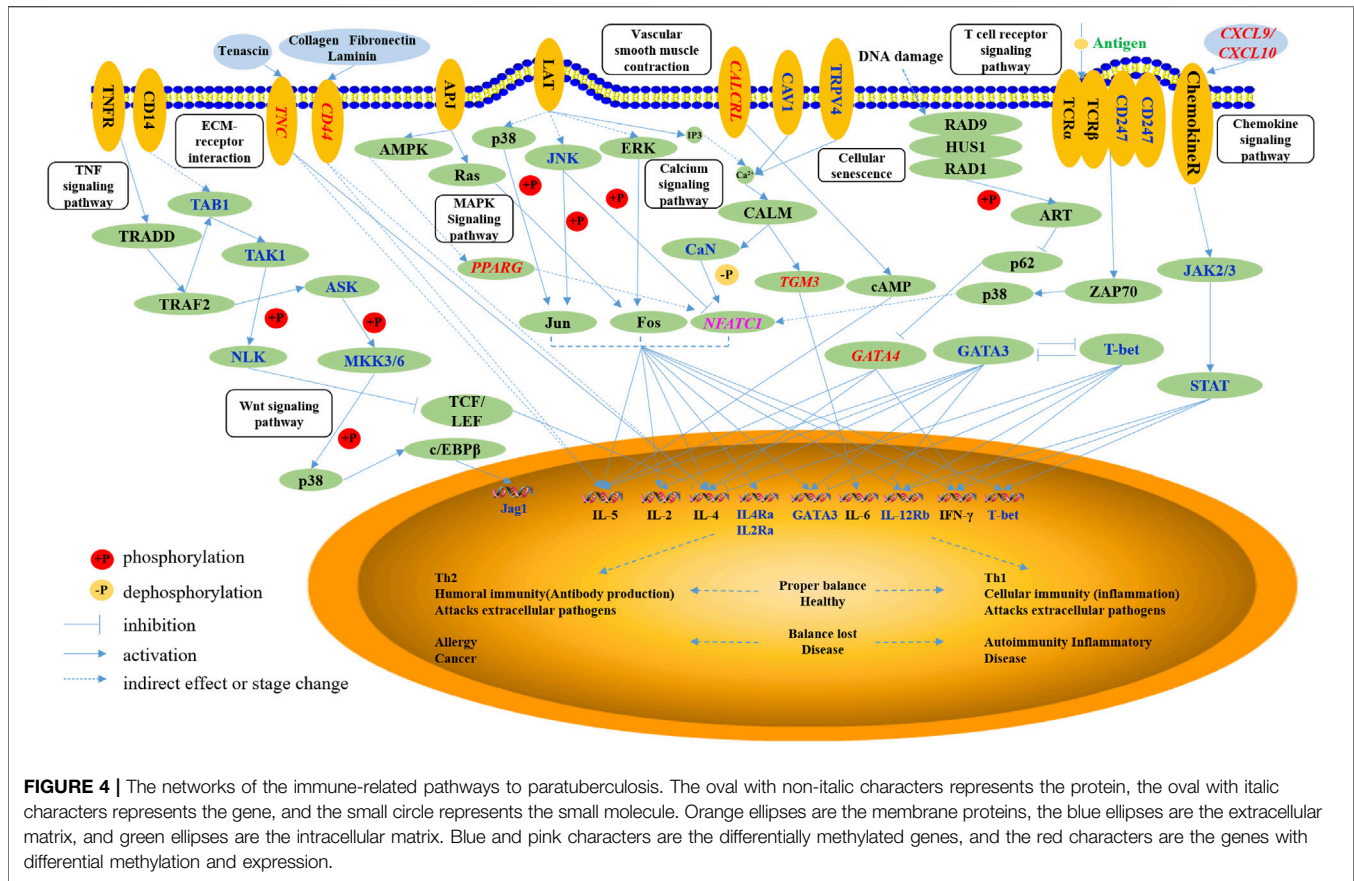 Tenascin
Collagen Fibronectin
Laminin
Vascular
smooth muscle
contraction
DNA damage
T cell receptor
signaling
pathway
Antigen
CXCL9/
CXCL10
TNFR
CD14
TNC
CD44
APJ
LAT
CALCRL
CAV1
TRPV4
TCRα
TCRβ
CD247
CD247
ChemokineR
ECM-
receptor
interaction
TNF
signaling
pathway
AMPK
Ras
p38
JNK
ERK
IP3
Ca²⁺
Calcium
signaling
pathway
MAPK
Signaling
pathway
Cellular
senescence
RAD9
HUS1
RAD1
Chemokine
signaling
pathway
+P
+P
+P
+P
TAB1
TRADD
TAK1
TRAF2
ASK
+P
+P
NLK
MKK3/6
PPARG
CALM
CaN
-P
TGM3
cAMP
ART
p62
p38
ZAP70
JAK2/3
Jun
Fos
NFATC1
GATA4
GATA3
T-bet
STAT
Wnt signaling
pathway
+P
TCF/
LEF
c/EBPβ
p38
Jag1
IL-5
IL-2
IL-4
IL4Ra
IL2Ra
GATA3
IL-6
IL-12Rb
IFN-γ
T-bet
Th2
Humoral immunity(Antibody production)
Attacks extracellular pathogens
Allergy
Cancer
Proper balance
Healthy
Balance lost
Disease
Th1
Cellular immunity (inflammation)
Attacks extracellular pathogens
Autoimmunity Inflammatory
Disease
+P phosphorylation
-P dephosphorylation
inhibition
activation
indirect effect or stage change
FIGURE 4 | The networks of the immune-related pathways to paratuberculosis. The oval with non-italic characters represents the protein, the oval with italic
characters represents the gene, and the small circle represents the small molecule. Orange ellipses are the membrane proteins, the blue ellipses are the extracellular
matrix, and green ellipses are the intracellular matrix. Blue and pink characters are the differentially methylated genes, and the red characters are the genes with
differential methylation and expression.